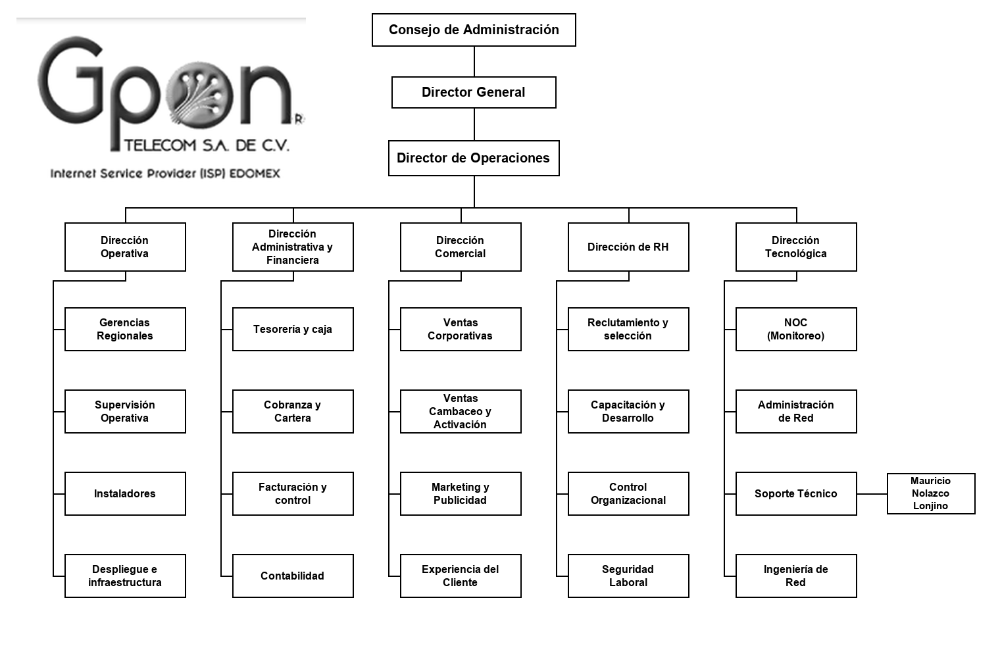 Gpon
R
TELECOM S.A. DE C.V.
Internet Service Provider (ISP) EDOMEX
Consejo de Administración
Director General
Director de Operaciones
Dirección
Operativa
Gerencias
Regionales
Supervisión
Operativa
Instaladores
Despliegue e
infraestructura
Dirección
Administrativa y
Financiera
Tesorería y caja
Cobranza y
Cartera
Facturación y
control
Contabilidad
Dirección
Comercial
Ventas
Corporativas
Ventas
Cambaceo y
Activación
Marketing y
Publicidad
Experiencia del
Cliente
Dirección de RH
Reclutamiento y
selección
Capacitación y
Desarrollo
Control
Organizacional
Seguridad
Laboral
Dirección
Tecnológica
NOC
(Monitoreo)
Administración
de Red
Soporte Técnico
Mauricio
Nolazco
Lonjino
Ingeniería de
Red